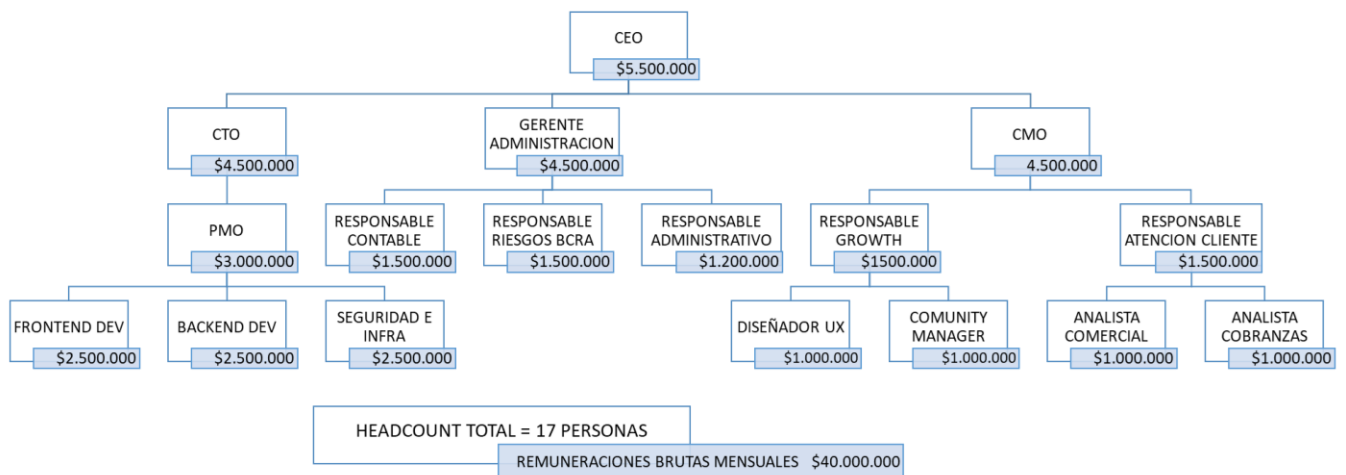 CEO
$5.500.000
CTO
$4.500.000
GERENTE
ADMINISTRACION
$4.500.000
CMO
4.500.000
PMO
$3.000.000
RESPONSABLE
CONTABLE
$1.500.000
RESPONSABLE
RIESGOS BCRA
$1.500.000
RESPONSABLE
ADMINISTRATIVO
$1.200.000
RESPONSABLE
GROWTH
$1500.000
RESPONSABLE
ATENCION CLIENTE
$1.500.000
FRONTEND DEV
$2.500.000
BACKEND DEV
$2.500.000
SEGURIDAD E
INFRA
$2.500.000
DISEÑADOR UX
$1.000.000
COMUNITY
MANAGER
$1.000.000
ANALISTA
COMERCIAL
$1.000.000
ANALISTA
COBRANZAS
$1.000.000
HEADCOUNT TOTAL = 17 PERSONAS
REMUNERACIONES BRUTAS MENSUALES $40.000.000